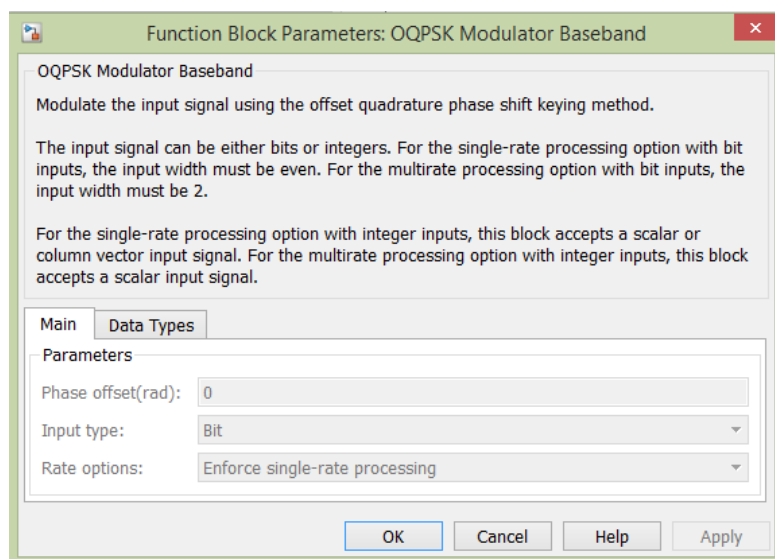 Function Block Parameters: OQPSK Modulator Baseband
OQPSK Modulator Baseband
Modulate the input signal using the offset quadrature phase shift keying method.
The input signal can be either bits or integers. For the single-rate processing option with bit
inputs, the input width must be even. For the multirate processing option with bit inputs, the
input width must be 2.
For the single-rate processing option with integer inputs, this block accepts a scalar or
column vector input signal. For the multirate processing option with integer inputs, this block
accepts a scalar input signal.
Main Data Types
Parameters
Phase offset(rad): 0
Input type: Bit
Rate options: Enforce single-rate processing
OK Cancel Help Apply